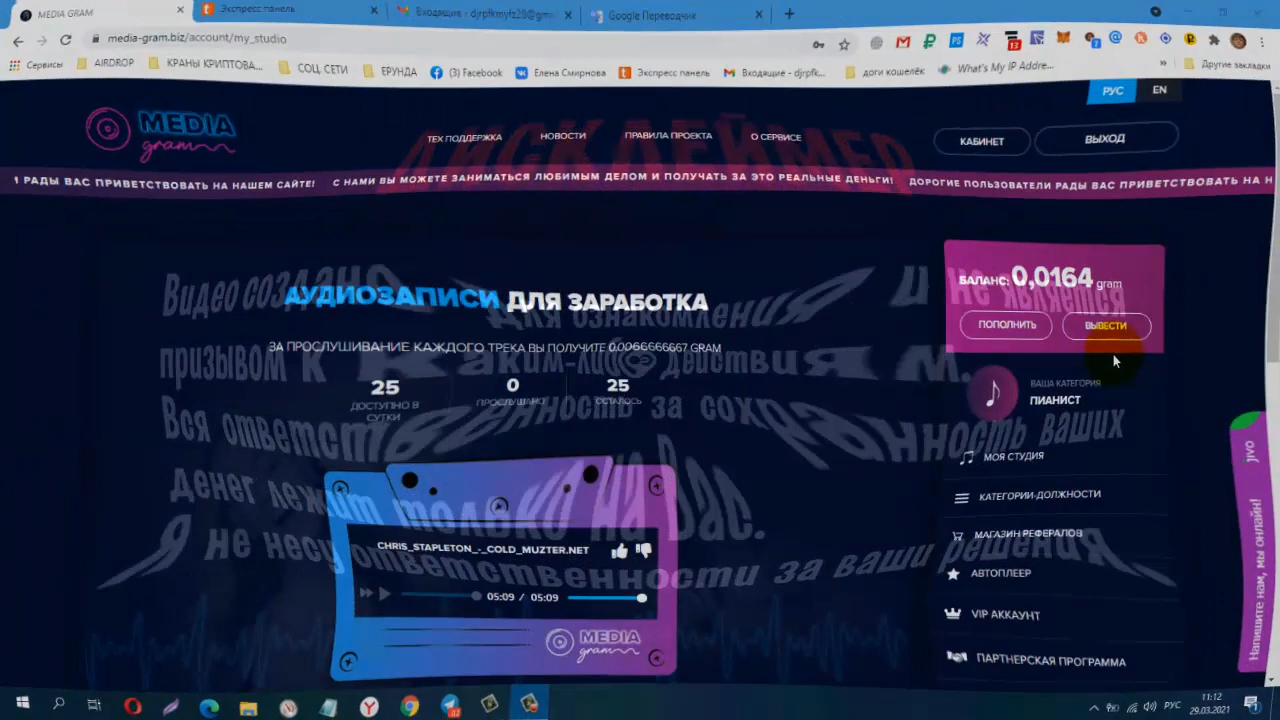 MEDIA GRAM
Экспресс панель
Входящие - djrpfkmyfz20@gma
Google Переводчик
media-gram.biz/account/my_studio
13
7
Сервисы
AIRDROP
КРАНЫ КРИПТОВА...
СОЦ. СЕТИ
ЕРУНДА
(3) Facebook
Елена Смирнова
Экспресс панель
Входящие - djrpfk...
доги кошелёк
What's My IP Addre...
»
Другие закладки
РУС
EN
MEDIA
gram
ТЕХ ПОДДЕРЖКА
НОВОСТИ
ПРАВИЛА ПРОЕКТА
О СЕРВИСЕ
КАБИНЕТ
ВЫХОД
ДИСКЛЕЙМЕР
РАДЫ ВАС ПРИВЕТСТВОВАТЬ НА НАШЕМ САЙТЕ!
С НАМИ ВЫ МОЖЕТЕ ЗАНИМАТЬСЯ ЛЮБИМЫМ ДЕЛОМ И ПОЛУЧАТЬ ЗА ЭТО РЕАЛЬНЫЕ ДЕНЬГИ!
ДОРОГИЕ ПОЛЬЗОВАТЕЛИ РАДЫ ВАС ПРИВЕТСТВОВАТЬ НА Н
Видео создано для ознакомления и не является
призывом к каким-либо действиям.
Вся ответственность за сохранность ваших
денег лежит только на Вас.
Я не несу ответственности за ваши решения.
АУДИОЗАПИСИ ДЛЯ ЗАРАБОТКА
ЗА ПРОСЛУШИВАНИЕ КАЖДОГО ТРЕКА ВЫ ПОЛУЧИТЕ 0.0066666667 GRAM
25
ДОСТУПНО В
СУТКИ
0
ПРОСЛУШАНО
25
ОСТАЛОСЬ
CHRIS_STAPLETON_-_COLD_MUZTER.NET
05:09 / 05:09
MEDIA
gram
БАЛАНС: 0,0164 gram
ПОПОЛНИТЬ
ВЫВЕСТИ
ВАША КАТЕГОРИЯ
ПИАНИСТ
МОЯ СТУДИЯ
КАТЕГОРИИ-ДОЛЖНОСТИ
МАГАЗИН РЕФЕРАЛОВ
АВТОПЛЕЕР
VIP АККАУНТ
ПАРТНЕРСКАЯ ПРОГРАММА
Напишите нам, мы онлайн!
JIVO
РУС
11:12
29.03.2021